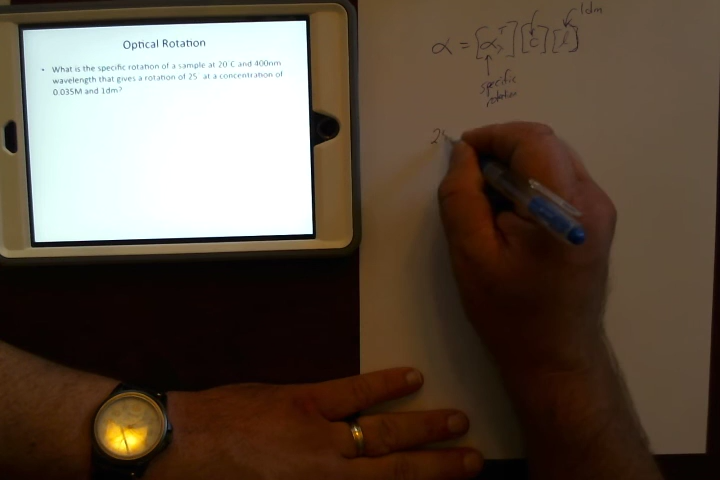 Optical Rotation
• What is the specific rotation of a sample at 20 C and 400nm
wavelength that gives a rotation of 25 at a concentration of
0.035M and 1dm?
1dm
α = [α λ T] [c] [l]
specific
rotation
2